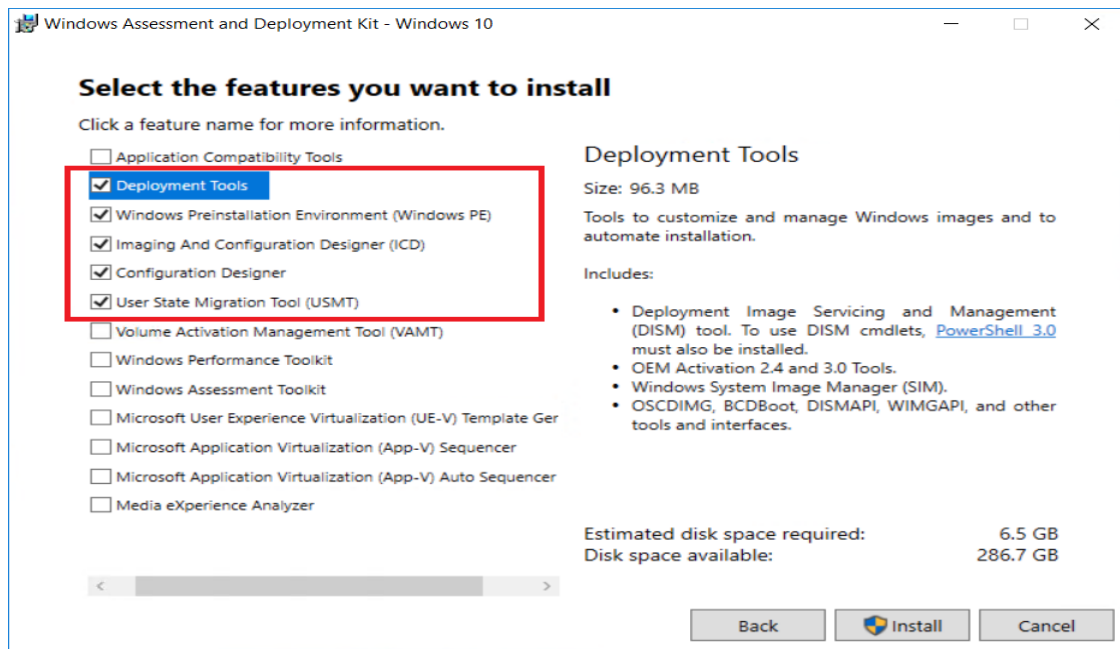 Windows Assessment and Deployment Kit - Windows 10
Select the features you want to install
Click a feature name for more information.
Application Compatibility Tools
Deployment Tools
Windows Preinstallation Environment (Windows PE)
Imaging And Configuration Designer (ICD)
Configuration Designer
User State Migration Tool (USMT)
Volume Activation Management Tool (VAMT)
Windows Performance Toolkit
Windows Assessment Toolkit
Microsoft User Experience Virtualization (UE-V) Template Ger
Microsoft Application Virtualization (App-V) Sequencer
Microsoft Application Virtualization (App-V) Auto Sequencer
Media eXperience Analyzer
Deployment Tools
Size: 96.3 MB
Tools to customize and manage Windows images and to
automate installation.
Includes:
• Deployment Image Servicing and Management
(DISM) tool. To use DISM cmdlets, PowerShell 3.0
must also be installed.
• OEM Activation 2.4 and 3.0 Tools.
• Windows System Image Manager (SIM).
• OSCDIMG, BCDBoot, DISMAPI, WIMGAPI, and other
tools and interfaces.
Estimated disk space required: 6.5 GB
Disk space available: 286.7 GB
Back
Install
Cancel